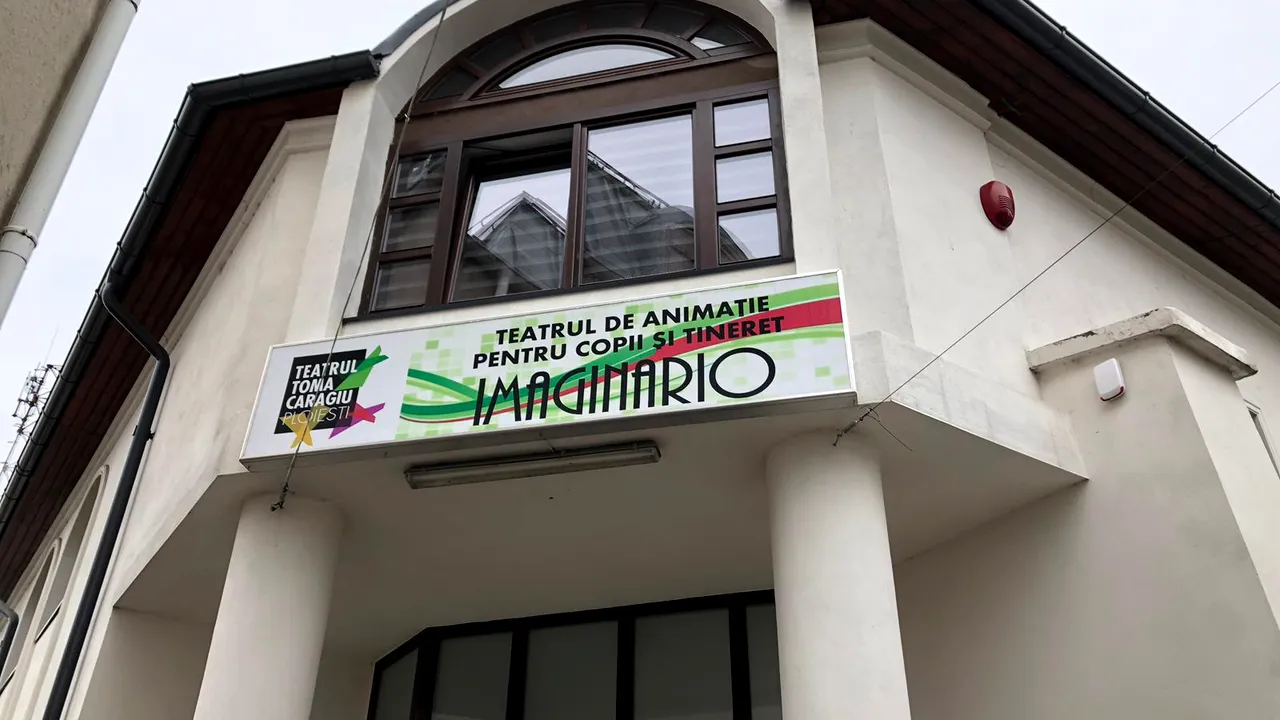 TEATRUL
TOMA
CARAGIU
PLOIEȘTI
TEATRUL DE ANIMAȚIE
PENTRU COPII ȘI TINERET
IMAGINARIO